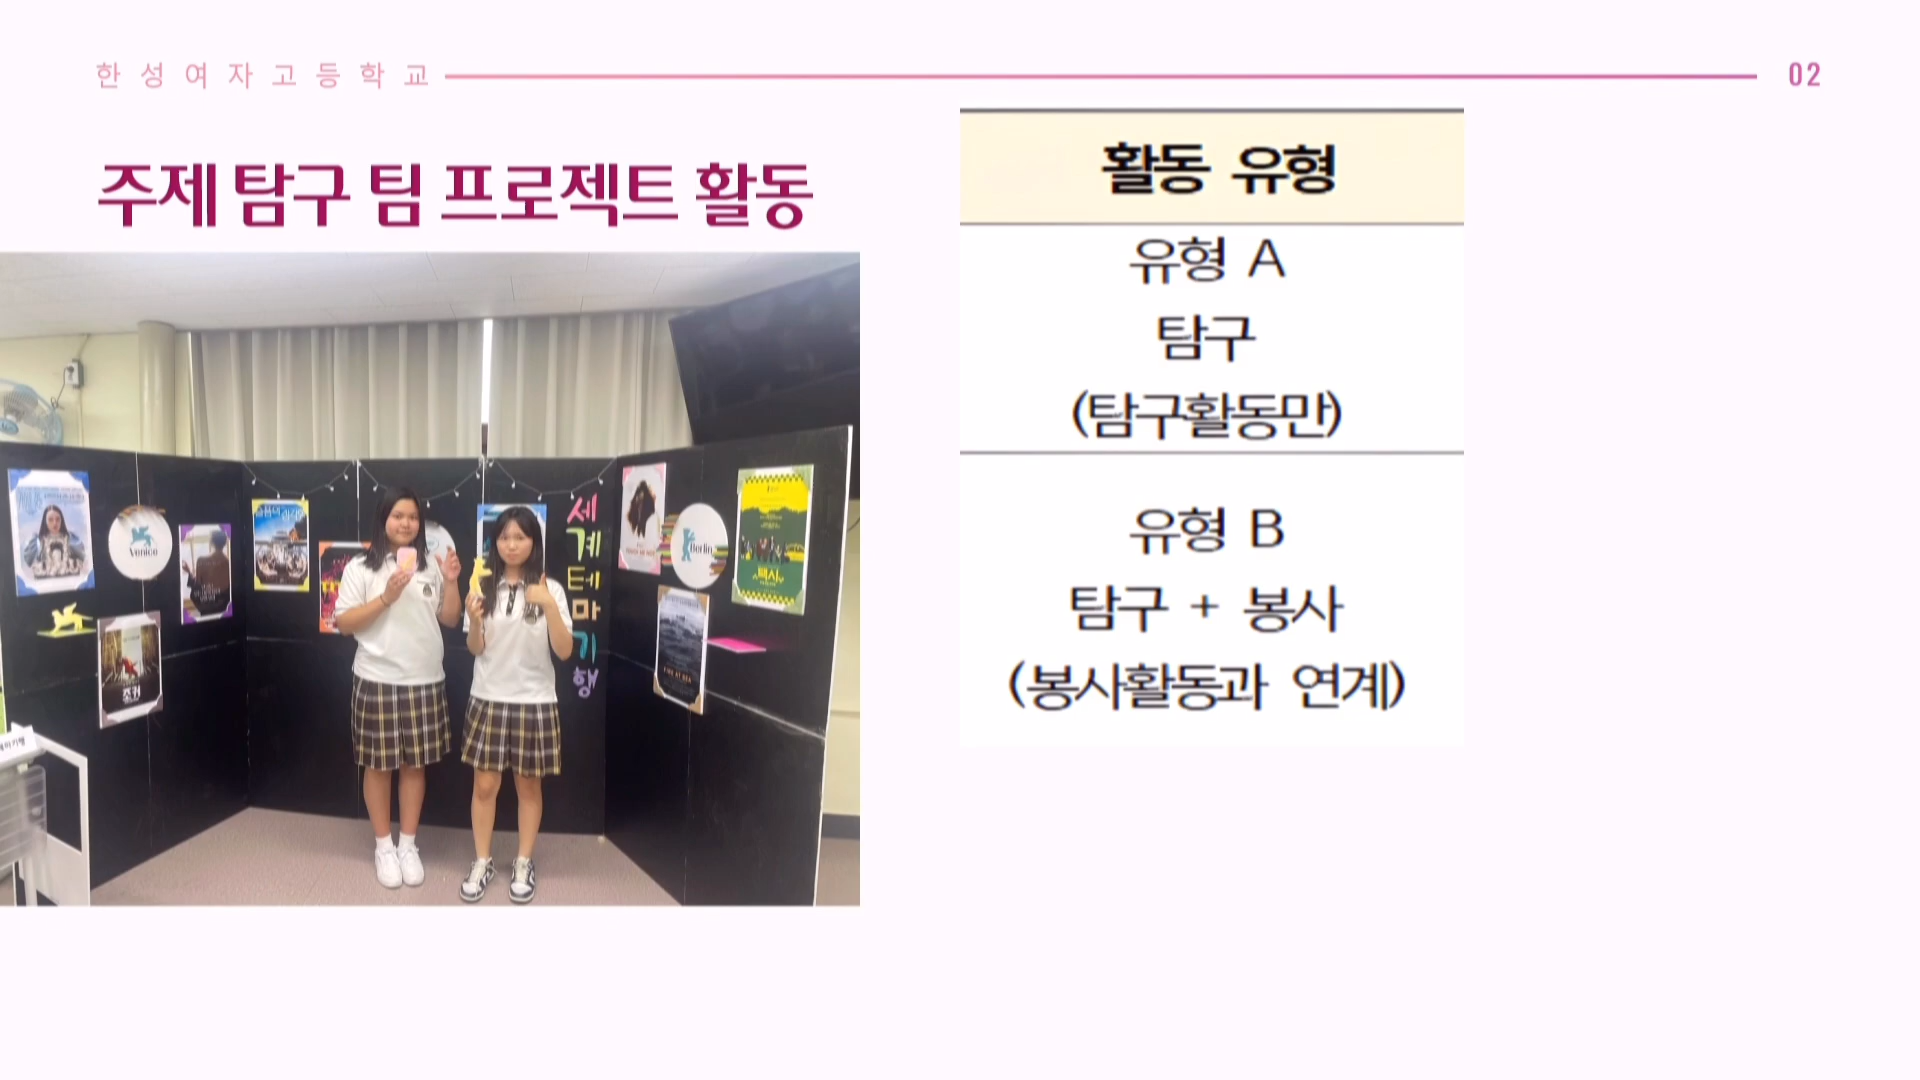 한성여자고등학교
02
주제 탐구 팀 프로젝트 활동
활동 유형
유형 A
탐구
(탐구활동만)
유형 B
탐구 + 봉사
(봉사활동과 연계)
세
계
테
마
기
행
Venice
Berlin
택시
조커